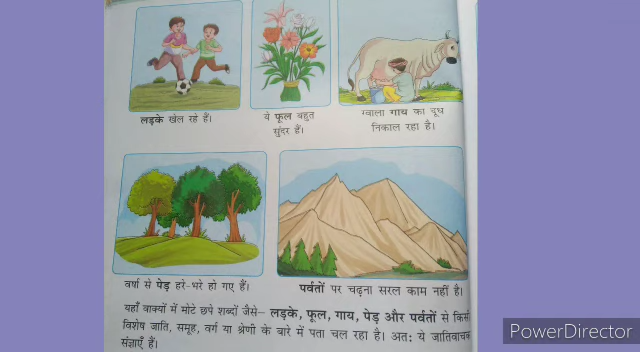 लड़के खेल रहे हैं।
ये फूल बहुत
सुंदर हैं।
ग्वाला गाय का दूध
निकाल रहा है।
वर्षा से पेड़ हरे-भरे हो गए हैं।
पर्वतों पर चढ़ना सरल काम नहीं है।
यहाँ वाक्यों में मोटे छपे शब्दों जैसे– लड़के, फूल, गाय, पेड़ और पर्वतों से
विशेष जाति, समूह, वर्ग या श्रेणी के बारे में पता चल रहा है। अतः ये
संज्ञाएँ हैं।
PowerDirector